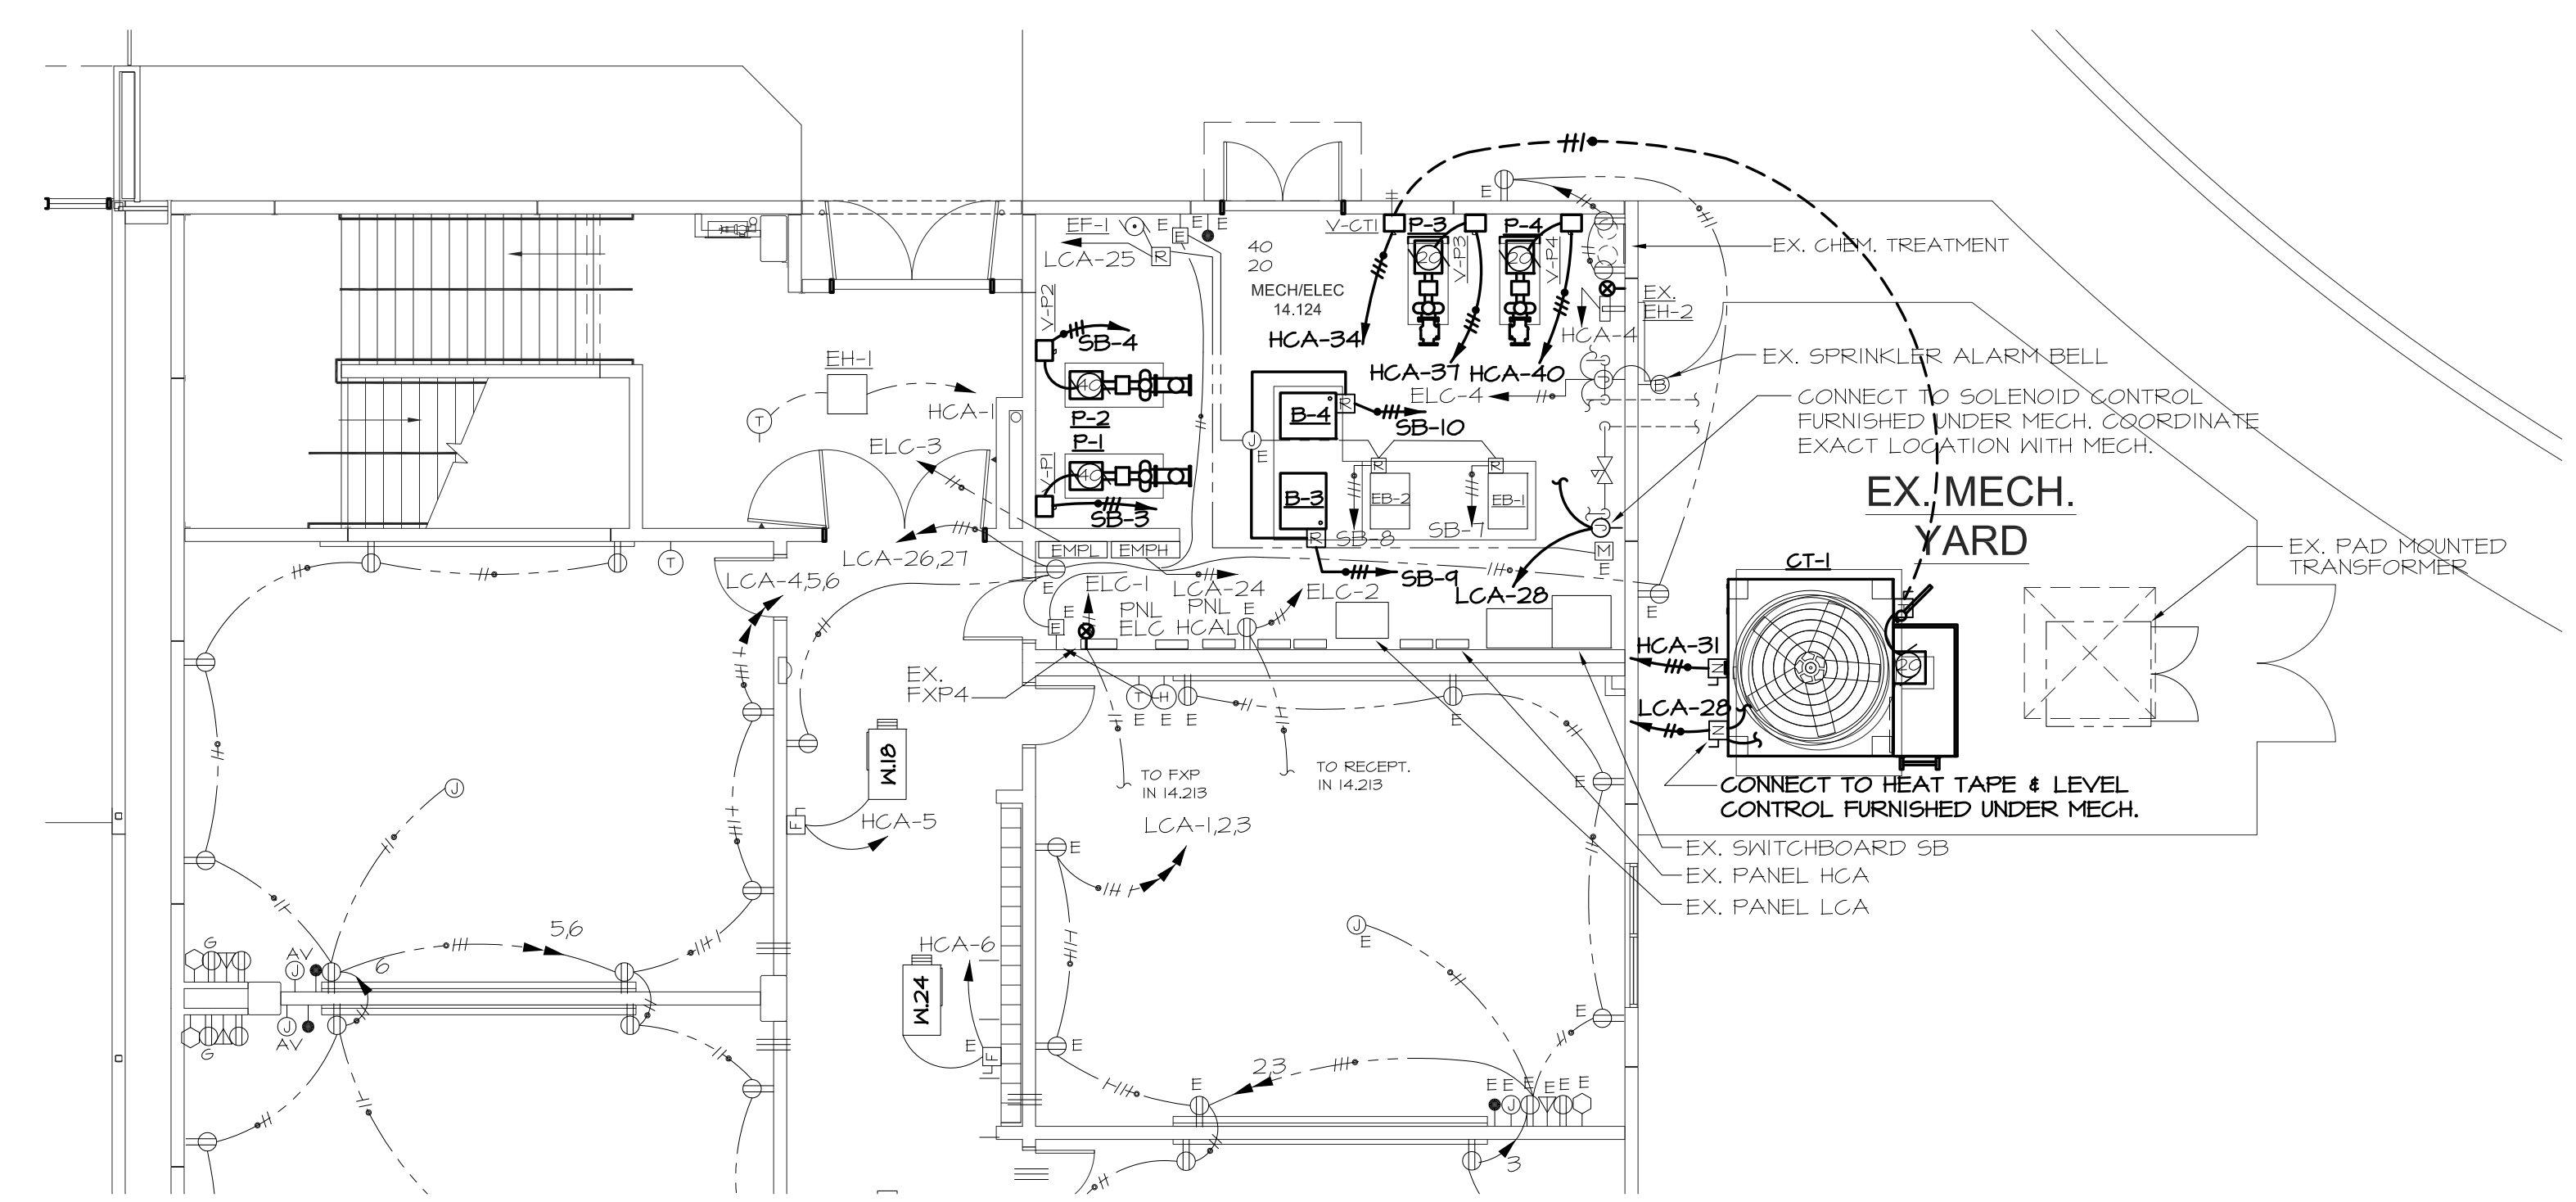 EF-1
E
E
E
E
LCA-25
R
40
20
MECH/ELEC
14.124
V-CT1
P-3
20
V-P3
P-4
20
V-P4
E
HCA-34
HCA-37
HCA-40
HCA-4
EX. CHEM. TREATMENT
EX.
EH-2
EX. SPRINKLER ALARM BELL
B
CONNECT TO SOLENOID CONTROL
FURNISHED UNDER MECH. COORDINATE
EXACT LOCATION WITH MECH.
EX. MECH.
YARD
EX. PAD MOUNTED
TRANSFORMER
V-P2
SB-4
40
P-2
P-1
40
V-P1
SB-3
EH-1
HCA-1
T
ELC-3
LCA-26,27
LCA-4,5,6
T
EMPL
EMPH
J
E
B-4
R
SB-10
ELC-4
B-3
R
SB-9
R
EB-2
SB-8
R
EB-1
SB-7
J
M
E
LCA-28
E
E
ELC-1
LCA-24
ELC-2
PNL
ELC
PNL
HCAL
E
E
E
EX.
FXP4
T
H
E
E
E
E
TO FXP
IN 14.213
TO RECEPT.
IN 14.213
CT-1
20
HCA-31
LCA-28
CONNECT TO HEAT TAPE & LEVEL
CONTROL FURNISHED UNDER MECH.
EX. SWITCHBOARD SB
EX. PANEL HCA
EX. PANEL LCA
W.18
F
HCA-5
LCA-1,2,3
E
E
E
E
J
E
J
W.24
HCA-6
E
F
G
AV
J
6
5,6
G
J
AV
2,3
E
E
E
J
E
E
E
E
3